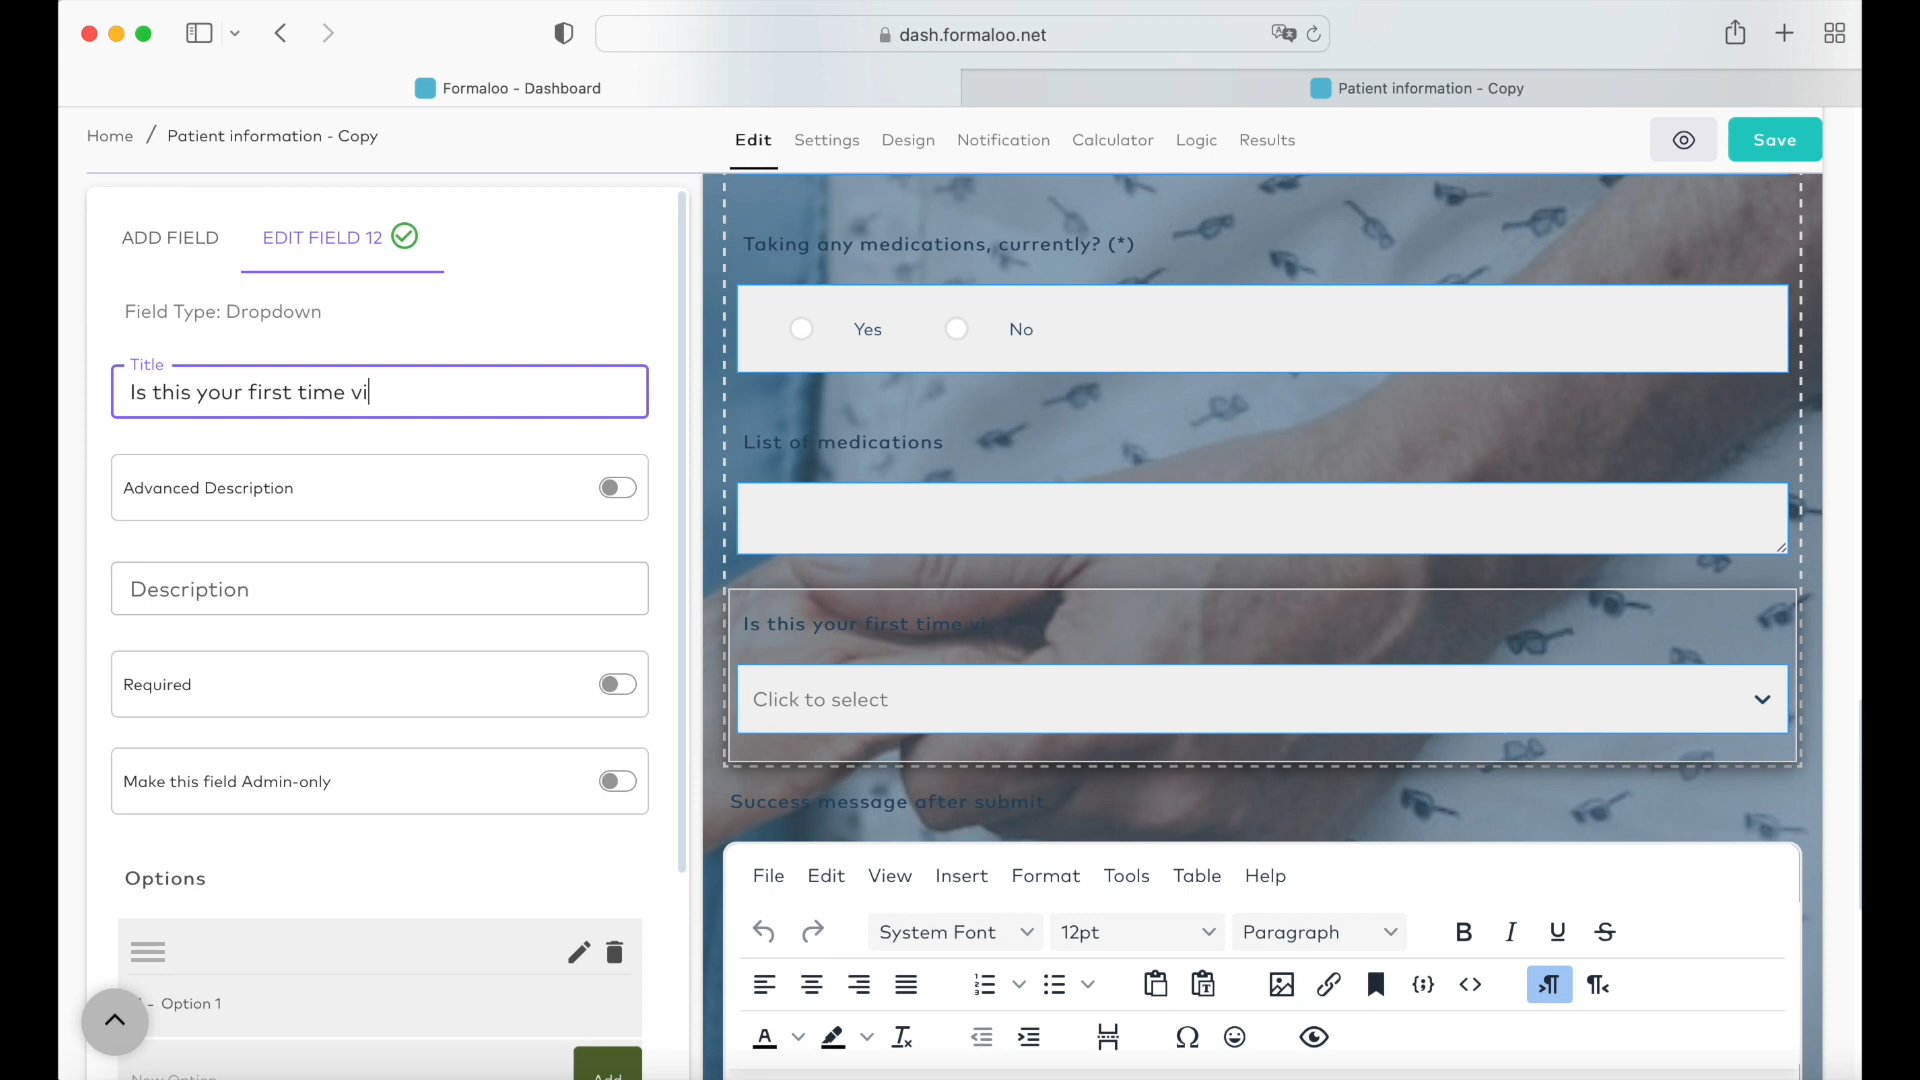 dash.formaloo.net
Formaloo - Dashboard
Patient information - Copy
Home / Patient information - Copy
Edit Settings Design Notification Calculator Logic Results
Save
ADD FIELD
EDIT FIELD 12
Field Type: Dropdown
Title
Is this your first time vi
Advanced Description
Description
Required
Make this field Admin-only
Options
- Option 1
New Option
Add
Taking any medications, currently? (*)
Yes
No
List of medications
Is this your first time vi
Click to select
Success message after submit
File Edit View Insert Format Tools Table Help
System Font 12pt Paragraph B I U S